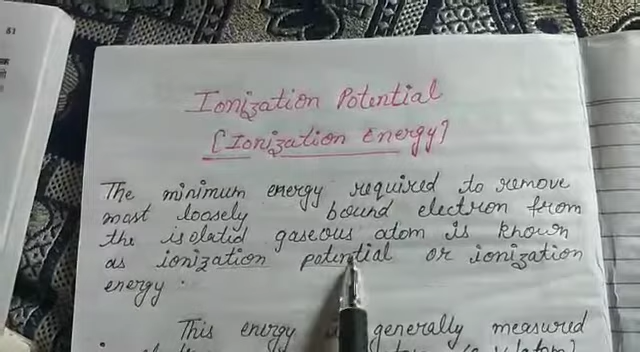 81
Ionization Potential
[Ionization Energy]
The minimum energy required to remove
most loosely bound electron from
the isolated gaseous atom is known
as ionization potential or ionization
energy.
This energy generally measured